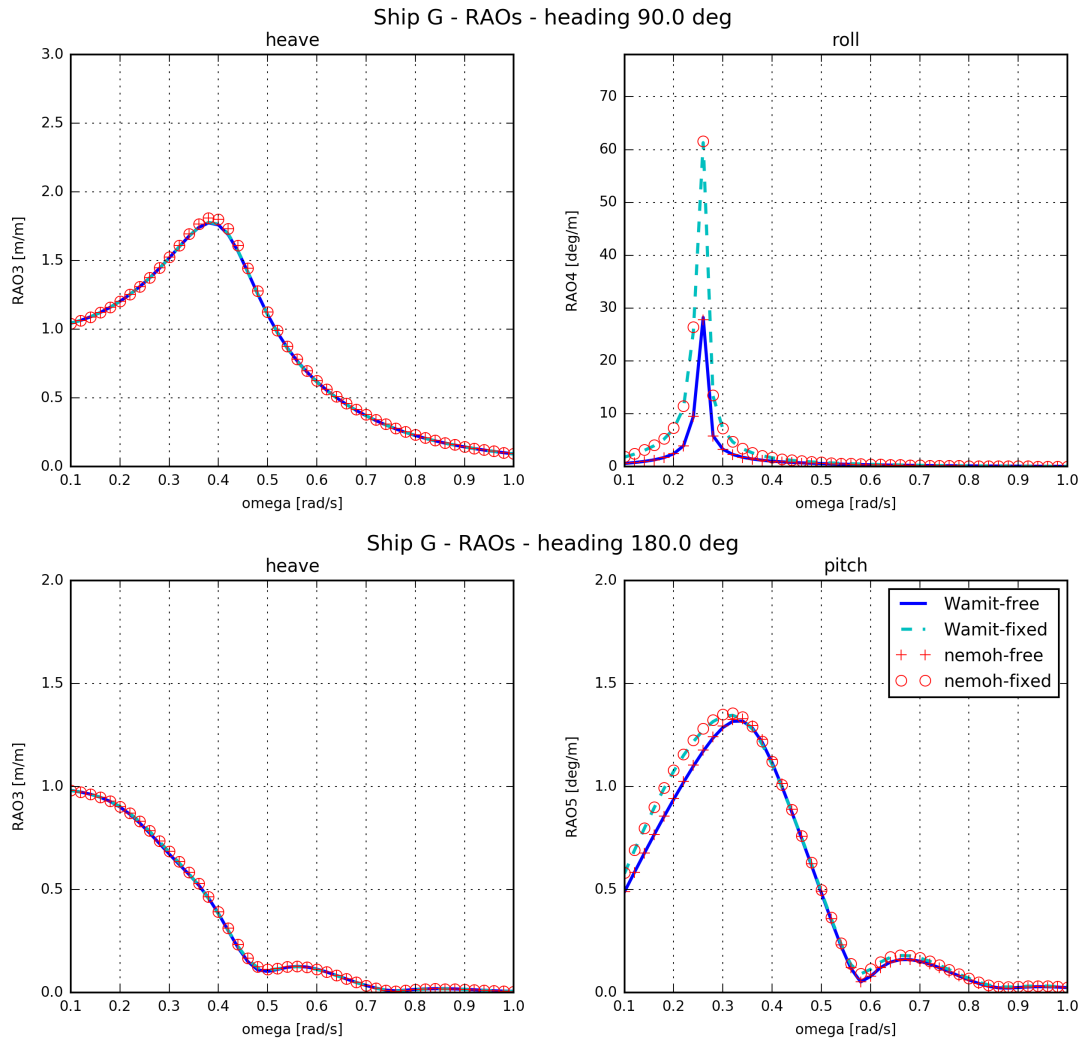 Ship G - RAOs - heading 90.0 deg
heave
roll
3.0
2.5
2.0
1.5
1.0
0.5
0.0
RAO3 [m/m]
0.1 0.2 0.3 0.4 0.5 0.6 0.7 0.8 0.9 1.0
omega [rad/s]
70
60
50
40
30
20
10
0
RAO4 [deg/m]
0.1 0.2 0.3 0.4 0.5 0.6 0.7 0.8 0.9 1.0
omega [rad/s]
Ship G - RAOs - heading 180.0 deg
heave
pitch
2.0
1.5
1.0
0.5
0.0
RAO3 [m/m]
0.1 0.2 0.3 0.4 0.5 0.6 0.7 0.8 0.9 1.0
omega [rad/s]
2.0
1.5
1.0
0.5
0.0
RAO5 [deg/m]
Wamit-free
Wamit-fixed
nemoh-free
nemoh-fixed
0.1 0.2 0.3 0.4 0.5 0.6 0.7 0.8 0.9 1.0
omega [rad/s]